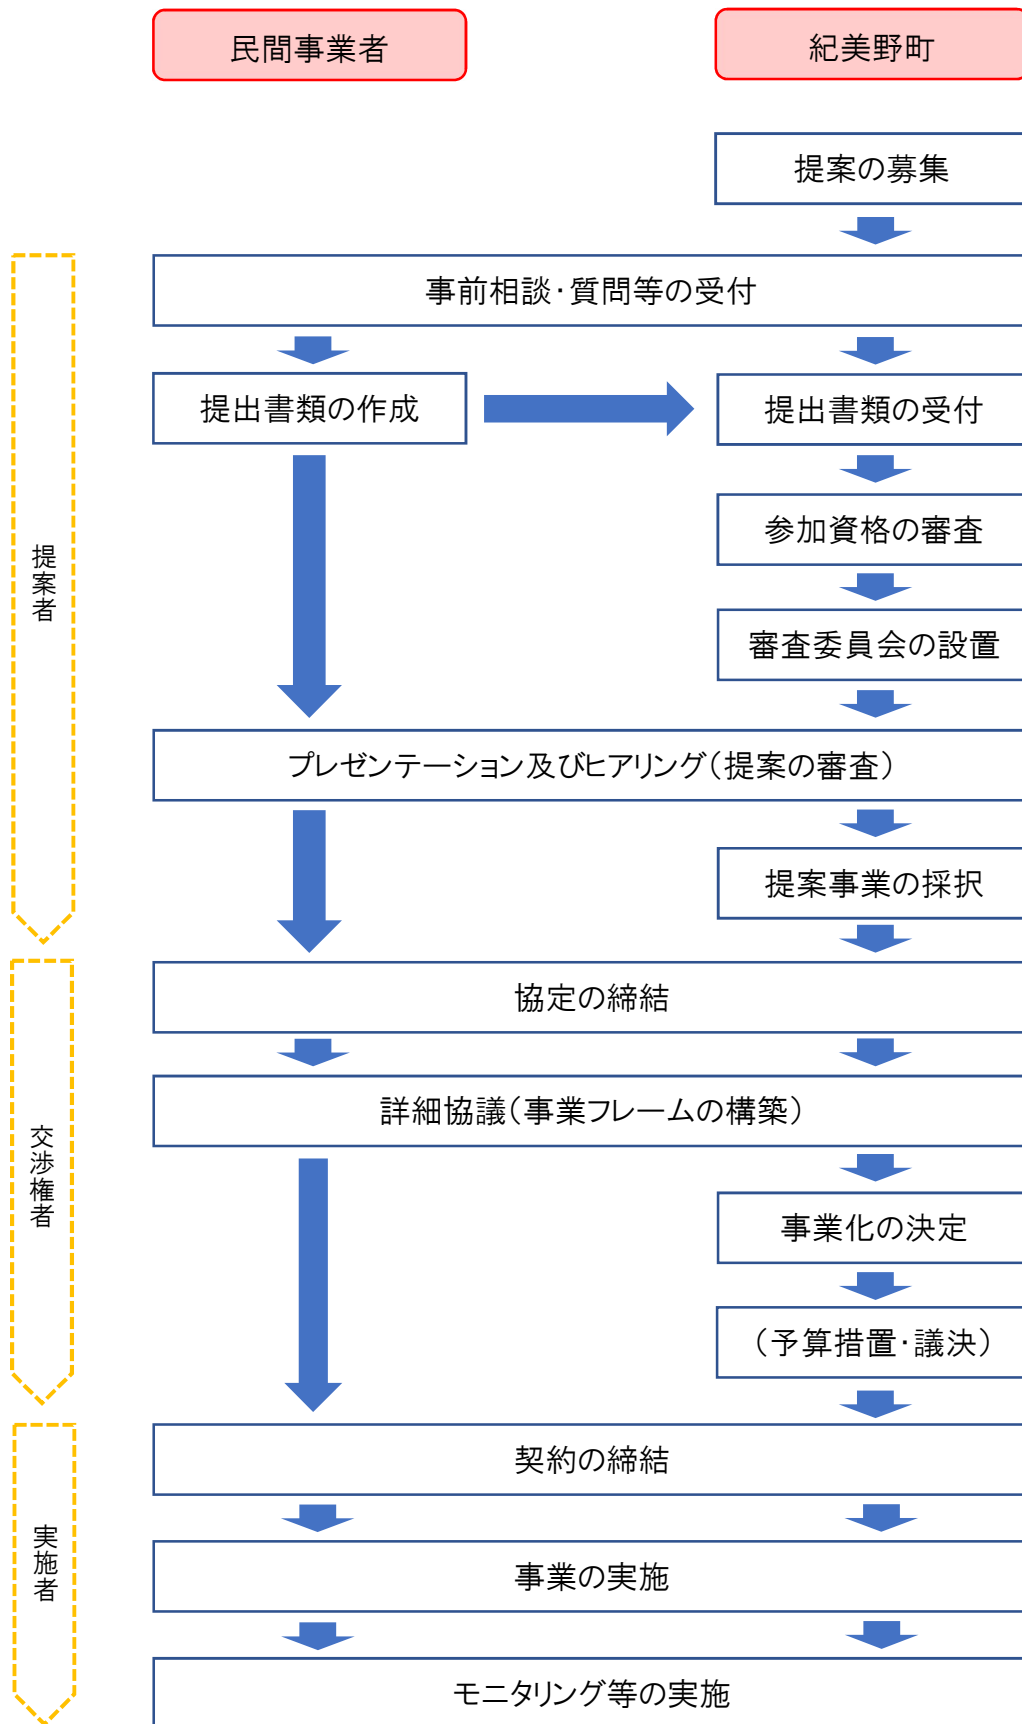 民間事業者
紀美野町
提案の募集
事前相談・質問等の受付
提出書類の作成
提出書類の受付
参加資格の審査
審査委員会の設置
プレゼンテーション及びヒアリング（提案の審査）
提案事業の採択
提案者
協定の締結
詳細協議（事業フレームの構築）
事業化の決定
（予算措置・議決）
交渉権者
契約の締結
事業の実施
モニタリング等の実施
実施者